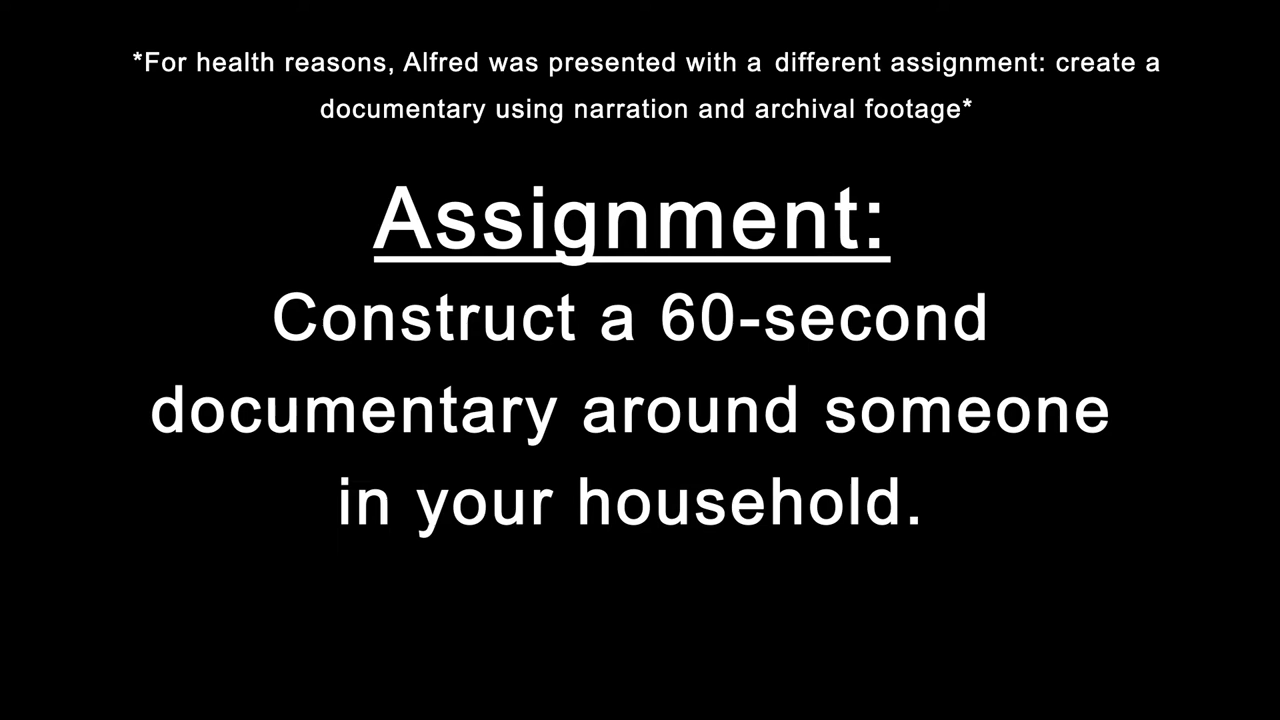 *For health reasons, Alfred was presented with a different assignment: create a
documentary using narration and archival footage*
Assignment:
Construct a 60-second
documentary around someone
in your household.